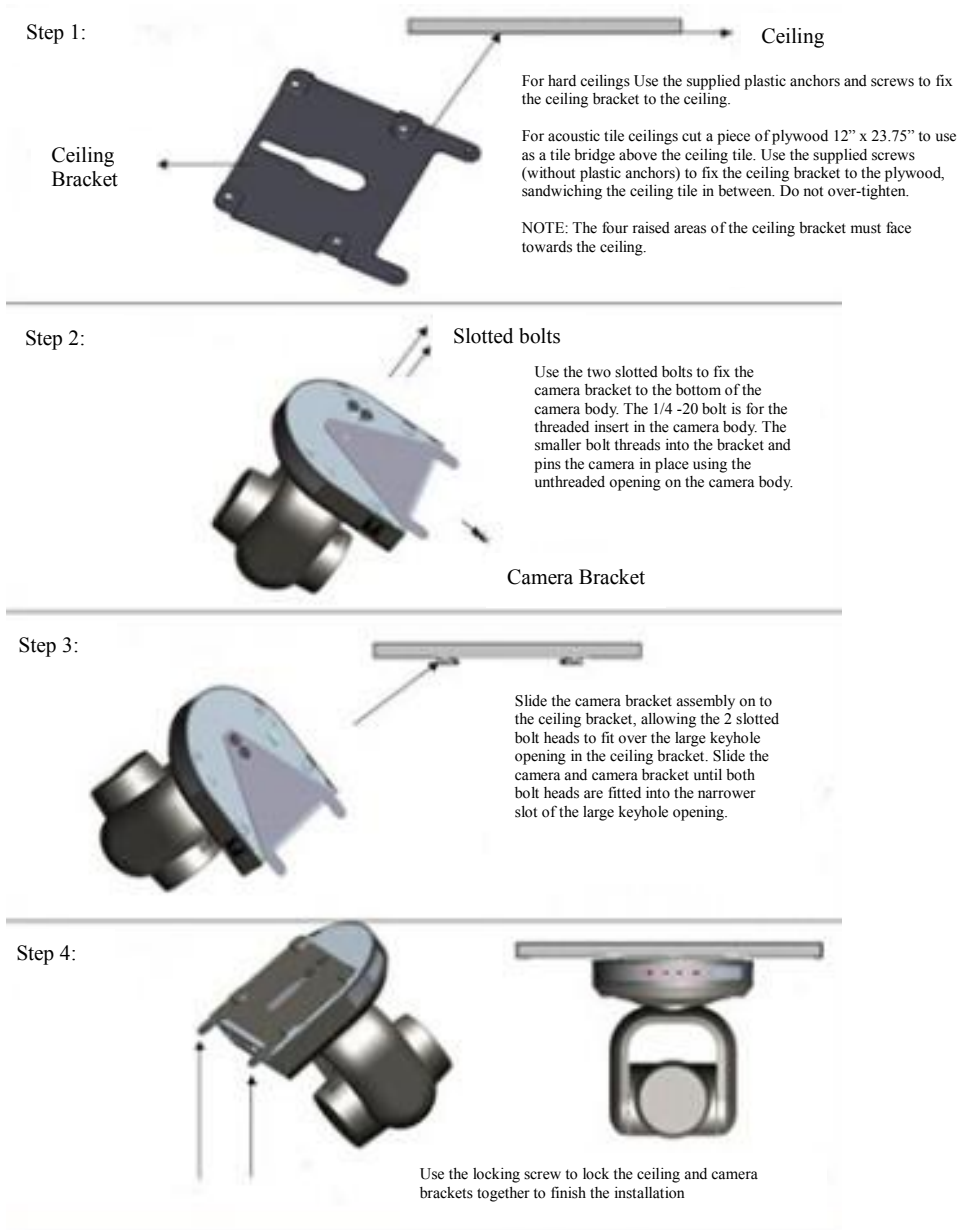 Step 1:
Ceiling
For hard ceilings Use the supplied plastic anchors and screws to fix
the ceiling bracket to the ceiling.
For acoustic tile ceilings cut a piece of plywood 12” x 23.75” to use
as a tile bridge above the ceiling tile. Use the supplied screws
(without plastic anchors) to fix the ceiling bracket to the plywood,
sandwiching the ceiling tile in between. Do not over-tighten.
NOTE: The four raised areas of the ceiling bracket must face
towards the ceiling.
Ceiling
Bracket
Step 2:
Slotted bolts
Use the two slotted bolts to fix the
camera bracket to the bottom of the
camera body. The 1/4 -20 bolt is for the
threaded insert in the camera body. The
smaller bolt threads into the bracket and
pins the camera in place using the
unthreaded opening on the camera body.
Camera Bracket
Step 3:
Slide the camera bracket assembly on to
the ceiling bracket, allowing the 2 slotted
bolt heads to fit over the large keyhole
opening in the ceiling bracket. Slide the
camera and camera bracket until both
bolt heads are fitted into the narrower
slot of the large keyhole opening.
Step 4:
Use the locking screw to lock the ceiling and camera
brackets together to finish the installation